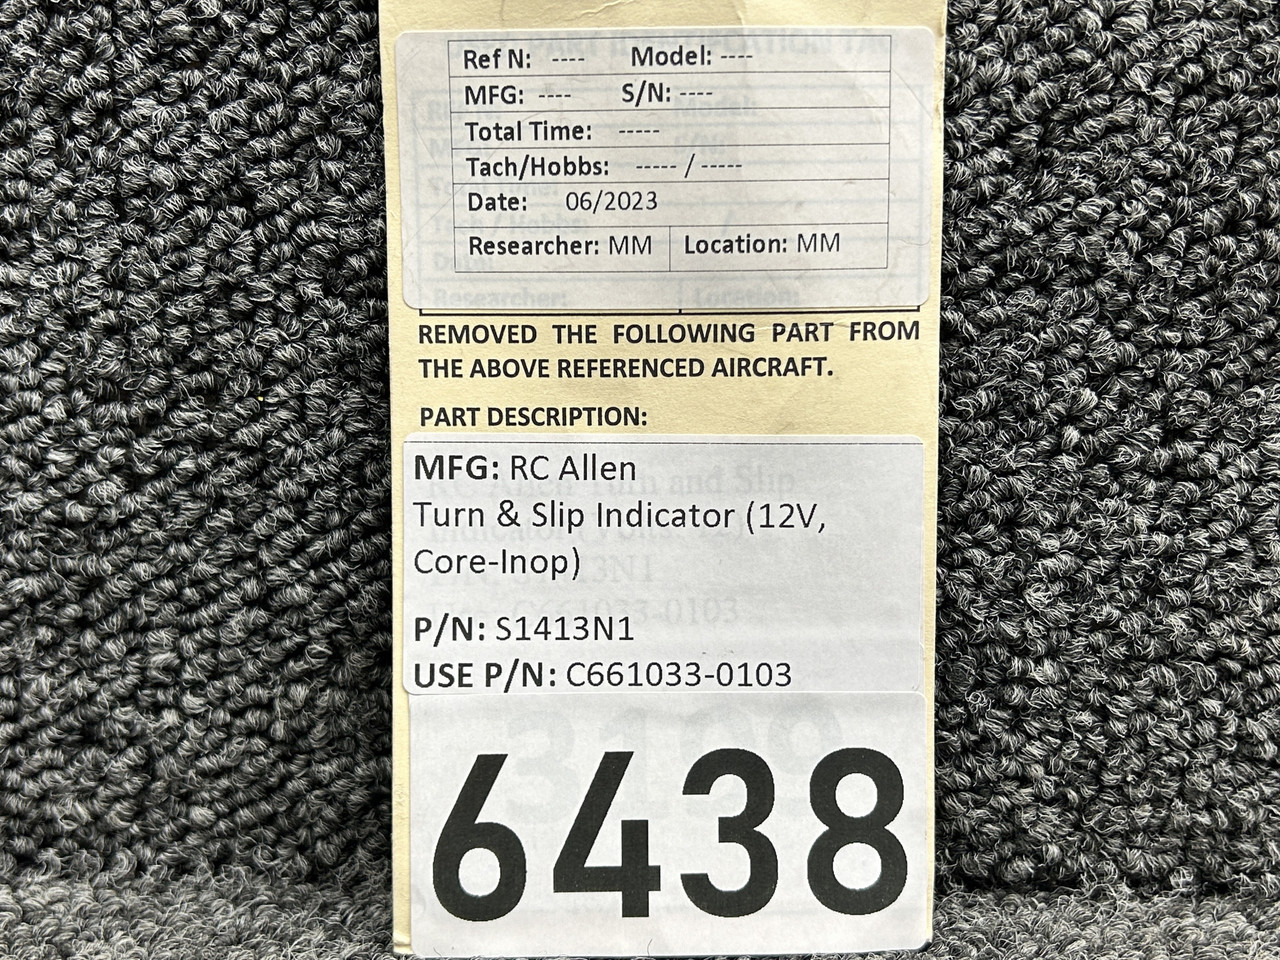 Ref N: ---- Model: ----
MFG: ---- S/N: ----
Total Time: -----
Tach/Hobbs: ----- / -----
Date: 06/2023
Researcher: MM Location: MM
REMOVED THE FOLLOWING PART FROM
THE ABOVE REFERENCED AIRCRAFT.
PART DESCRIPTION:
MFG: RC Allen
Turn & Slip Indicator (12V,
Core-Inop)
P/N: S1413N1
USE P/N: C661033-0103
6438